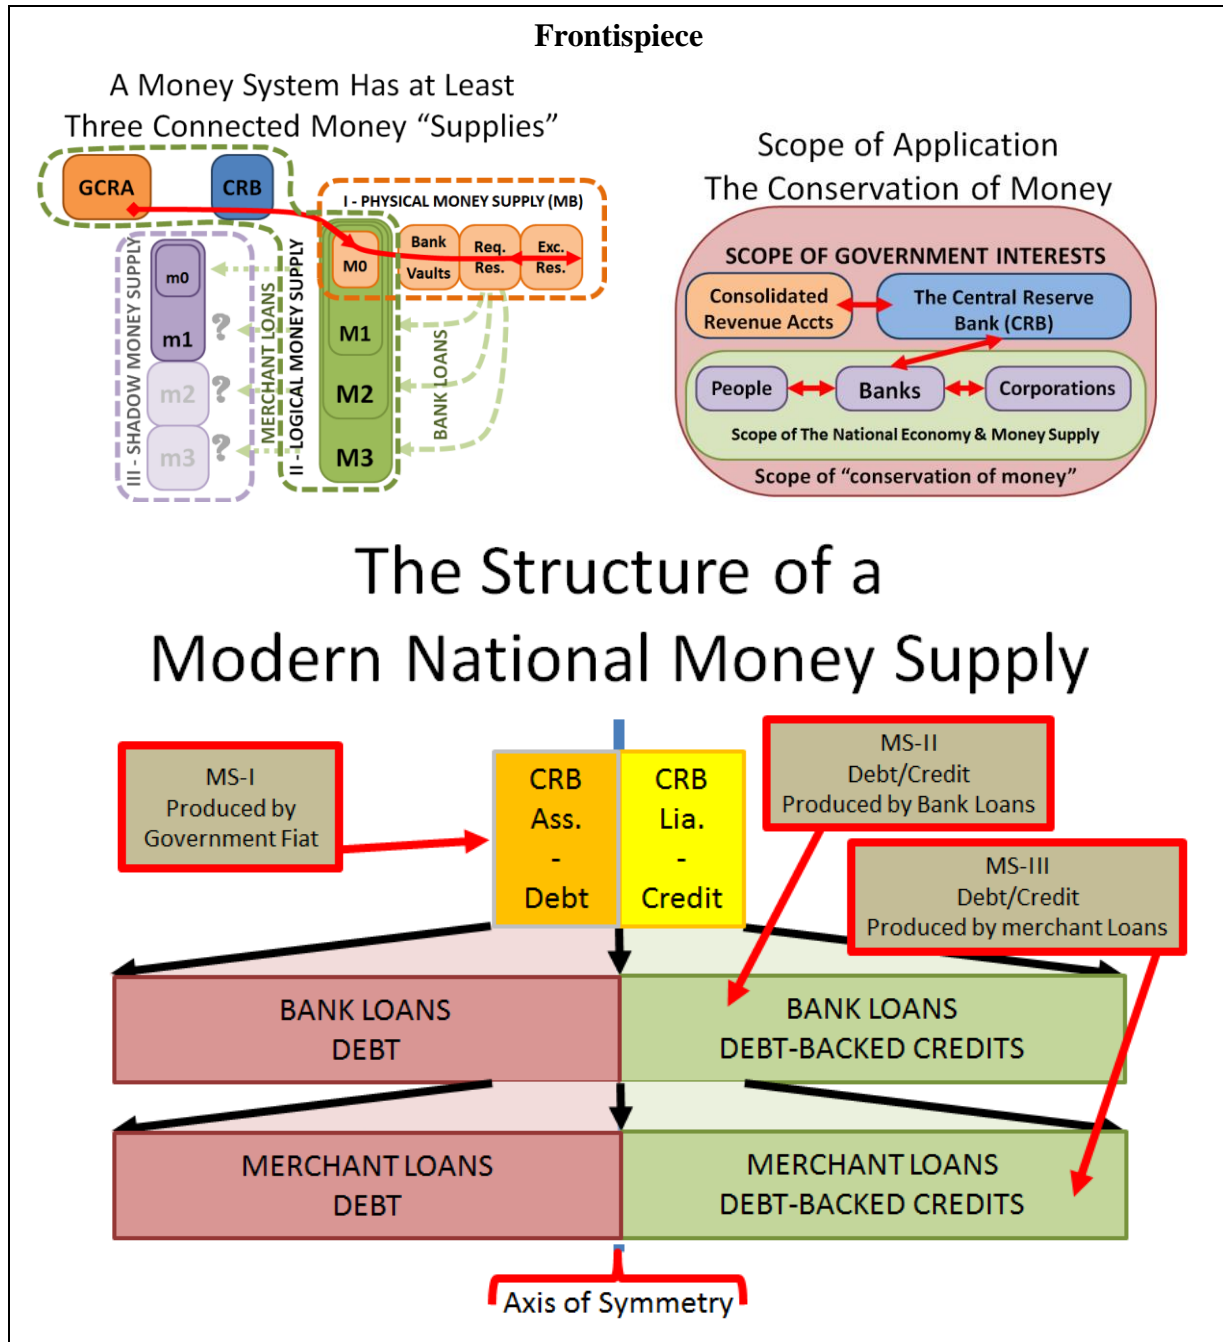 Frontispiece
A Money System Has at Least
Three Connected Money “Supplies”
GCRA
CRB
I - PHYSICAL MONEY SUPPLY (MB)
M0
Bank
Vaults
Req.
Res.
Exc.
Res.
M1
M2
M3
BANK LOANS
II - LOGICAL MONEY SUPPLY
MERCHANT LOANS
III - SHADOW MONEY SUPPLY
m0
m1
m2
m3
?
?
?
Scope of Application
The Conservation of Money
SCOPE OF GOVERNMENT INTERESTS
Consolidated
Revenue Accts
The Central Reserve
Bank (CRB)
People
Banks
Corporations
Scope of The National Economy & Money Supply
Scope of “conservation of money”
The Structure of a
Modern National Money Supply
MS-I
Produced by
Government Fiat
CRB
Ass.
-
Debt
CRB
Lia.
-
Credit
MS-II
Debt/Credit
Produced by Bank Loans
MS-III
Debt/Credit
Produced by merchant Loans
BANK LOANS
DEBT
BANK LOANS
DEBT-BACKED CREDITS
MERCHANT LOANS
DEBT
MERCHANT LOANS
DEBT-BACKED CREDITS
Axis of Symmetry